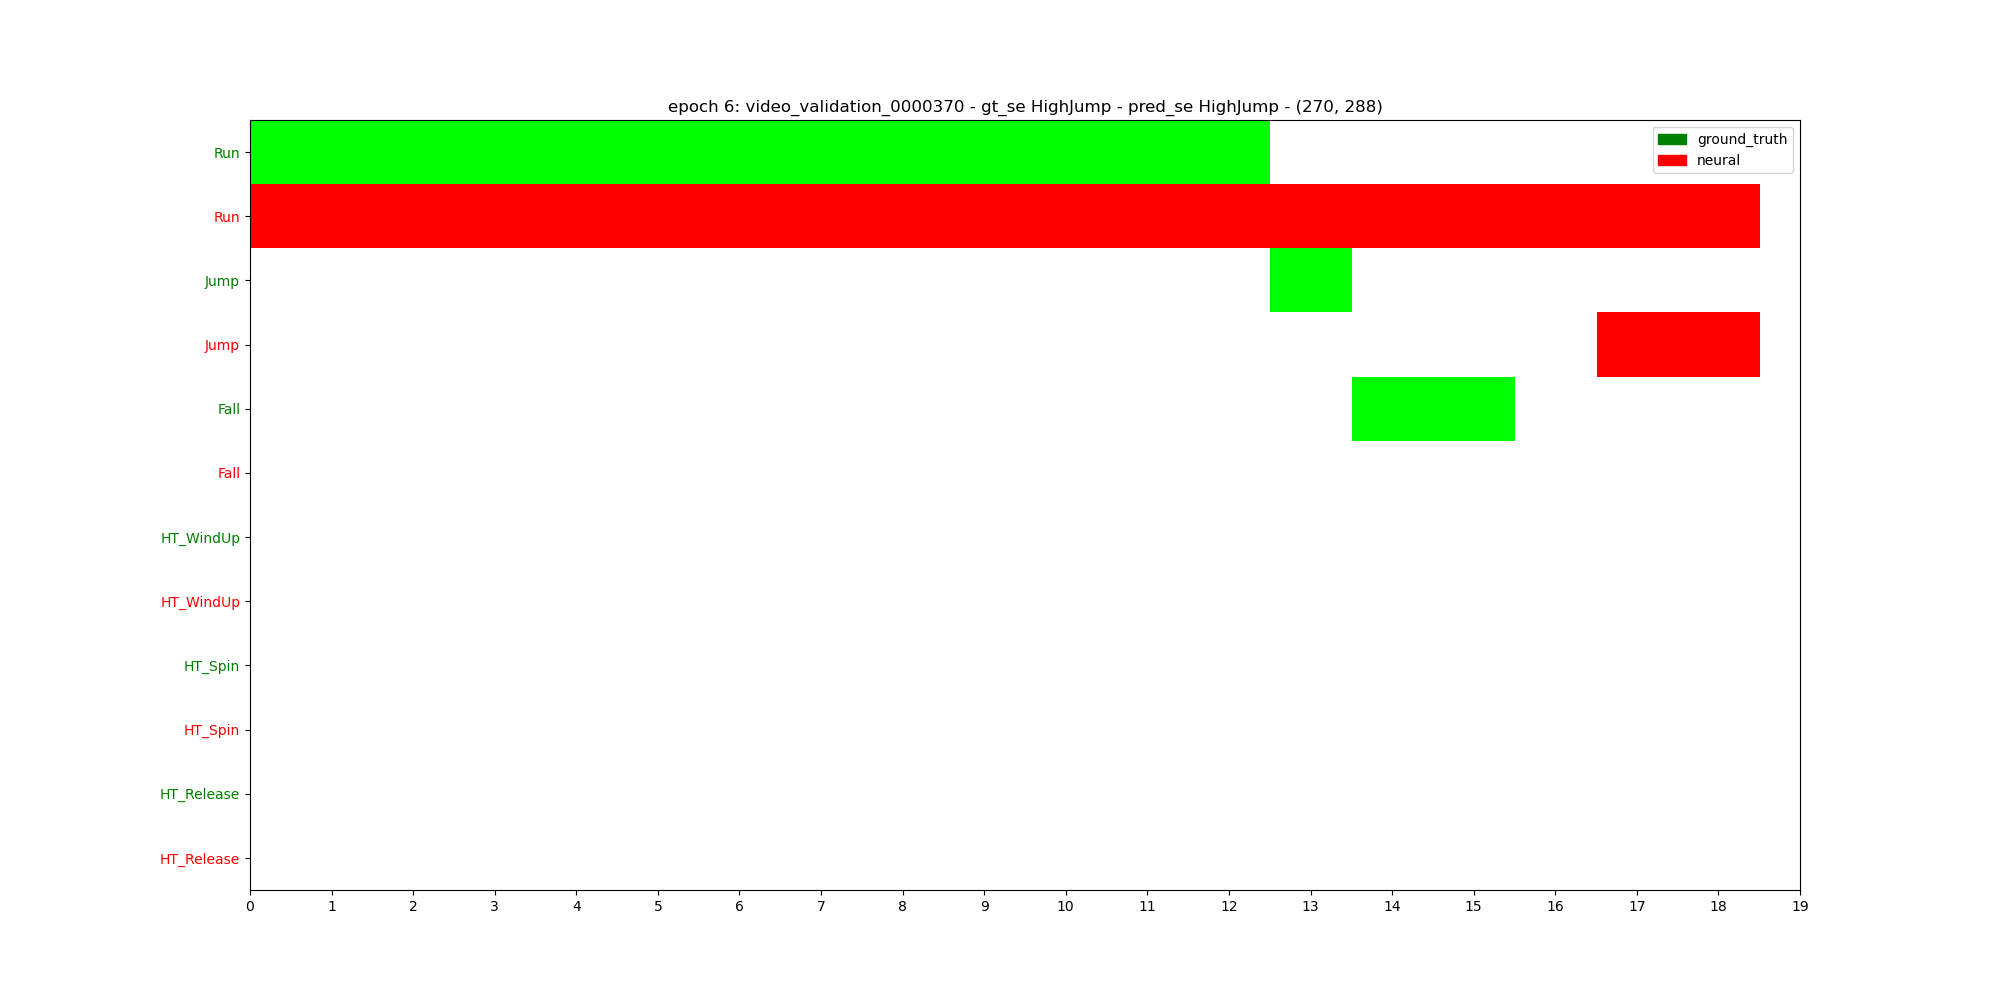 epoch 6: video_validation_0000370 - gt_se HighJump - pred_se HighJump - (270, 288)
ground_truth
neural
Run
Run
Jump
Jump
Fall
Fall
HT_WindUp
HT_WindUp
HT_Spin
HT_Spin
HT_Release
HT_Release
0 1 2 3 4 5 6 7 8 9 10 11 12 13 14 15 16 17 18 19